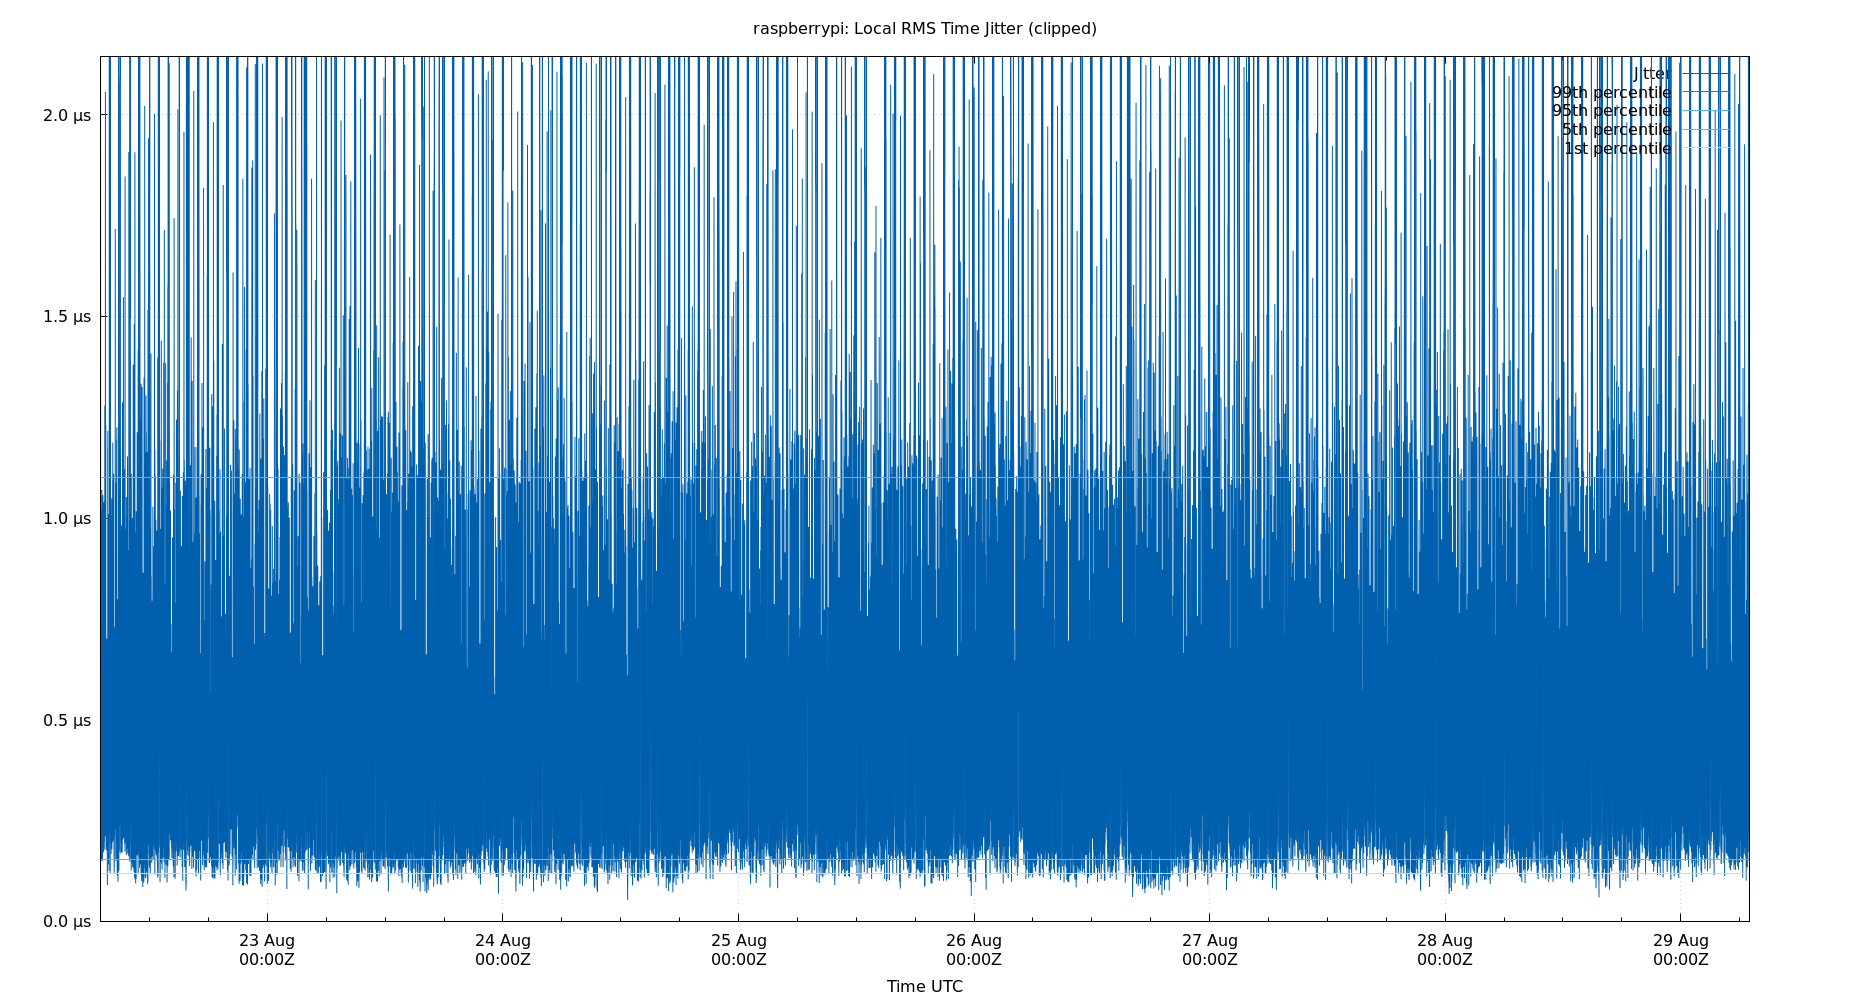 raspberrypi: Local RMS Time Jitter (clipped)
Jitter
99th percentile
95th percentile
5th percentile
1st percentile
2.0 µs
1.5 µs
1.0 µs
0.5 µs
0.0 µs
23 Aug 24 Aug 25 Aug 26 Aug 27 Aug 28 Aug 29 Aug
00:00Z 00:00Z 00:00Z 00:00Z 00:00Z 00:00Z 00:00Z
Time UTC